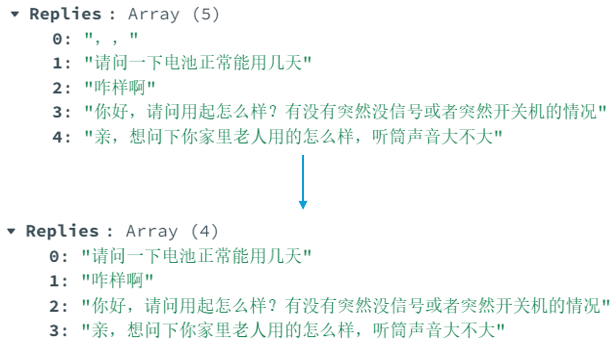 Replies : Array (5)
0: "，，"
1: "请问一下电池正常能用几天"
2: "咋样啊"
3: "你好，请问用起怎么样？有没有突然没信号或者突然开关机的情况"
4: "亲，想问下你家里老人用的怎么样，听筒声音大不大"
Replies : Array (4)
0: "请问一下电池正常能用几天"
1: "咋样啊"
2: "你好，请问用起怎么样？有没有突然没信号或者突然开关机的情况"
3: "亲，想问下你家里老人用的怎么样，听筒声音大不大"